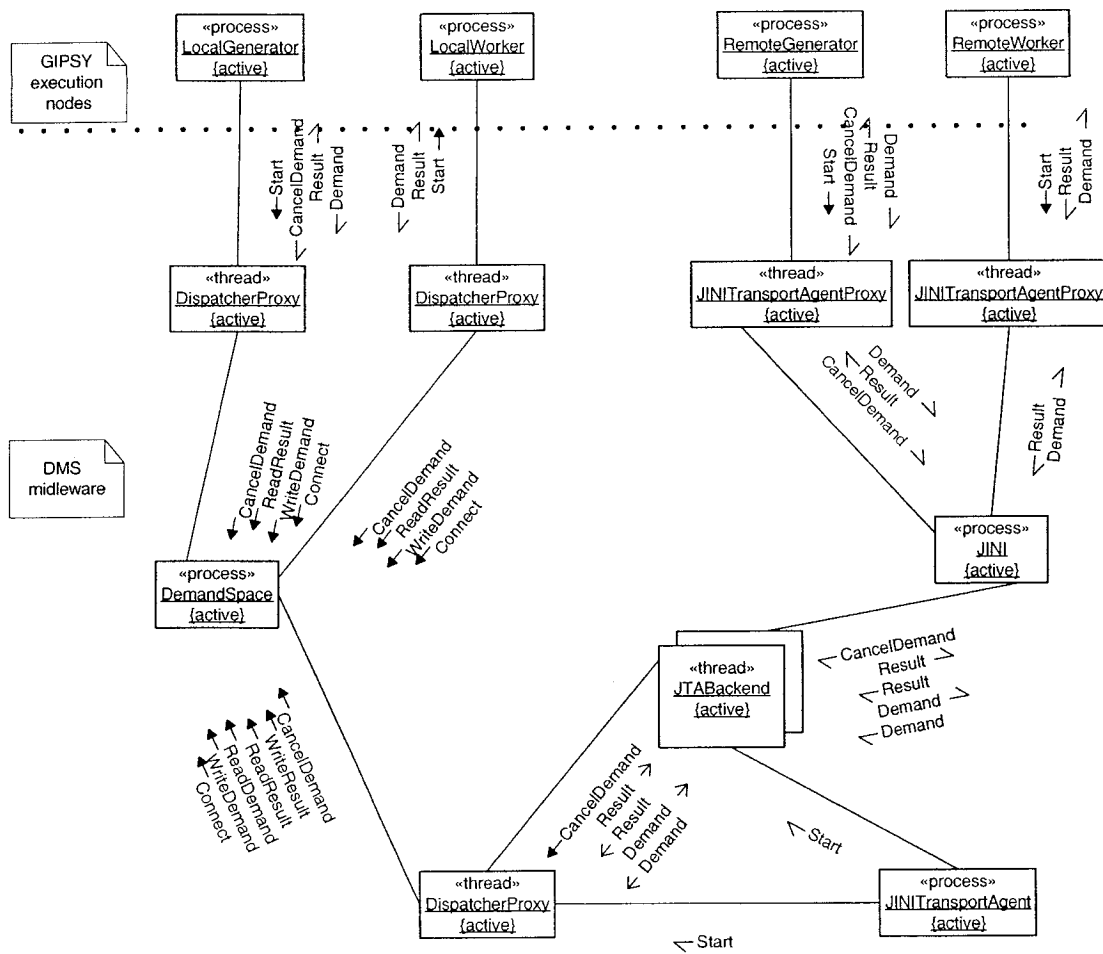 «process»
LocalGenerator
{active}
«process»
LocalWorker
{active}
«process»
RemoteGenerator
{active}
«process»
RemoteWorker
{active}
GIPSY
execution
nodes
Start
CancelDemand
Result
Demand
Demand
Result
Start
Start
CancelDemand
Result
Demand
Start
Result
Demand
«thread»
DispatcherProxy
{active}
«thread»
DispatcherProxy
{active}
«thread»
JINITransportAgentProxy
{active}
«thread»
JINITransportAgentProxy
{active}
Demand
Result
CancelDemand
Result
Demand
DMS
midleware
CancelDemand
ReadResult
WriteDemand
Connect
CancelDemand
ReadResult
WriteDemand
Connect
«process»
JINI
{active}
«process»
DemandSpace
{active}
«thread»
JTABackend
{active}
CancelDemand
Result
Result
Demand
Demand
CancelDemand
WriteResult
ReadResult
ReadDemand
WriteDemand
Connect
CancelDemand
Result
Result
Demand
Demand
Start
«thread»
DispatcherProxy
{active}
«process»
JINITransportAgent
{active}
Start